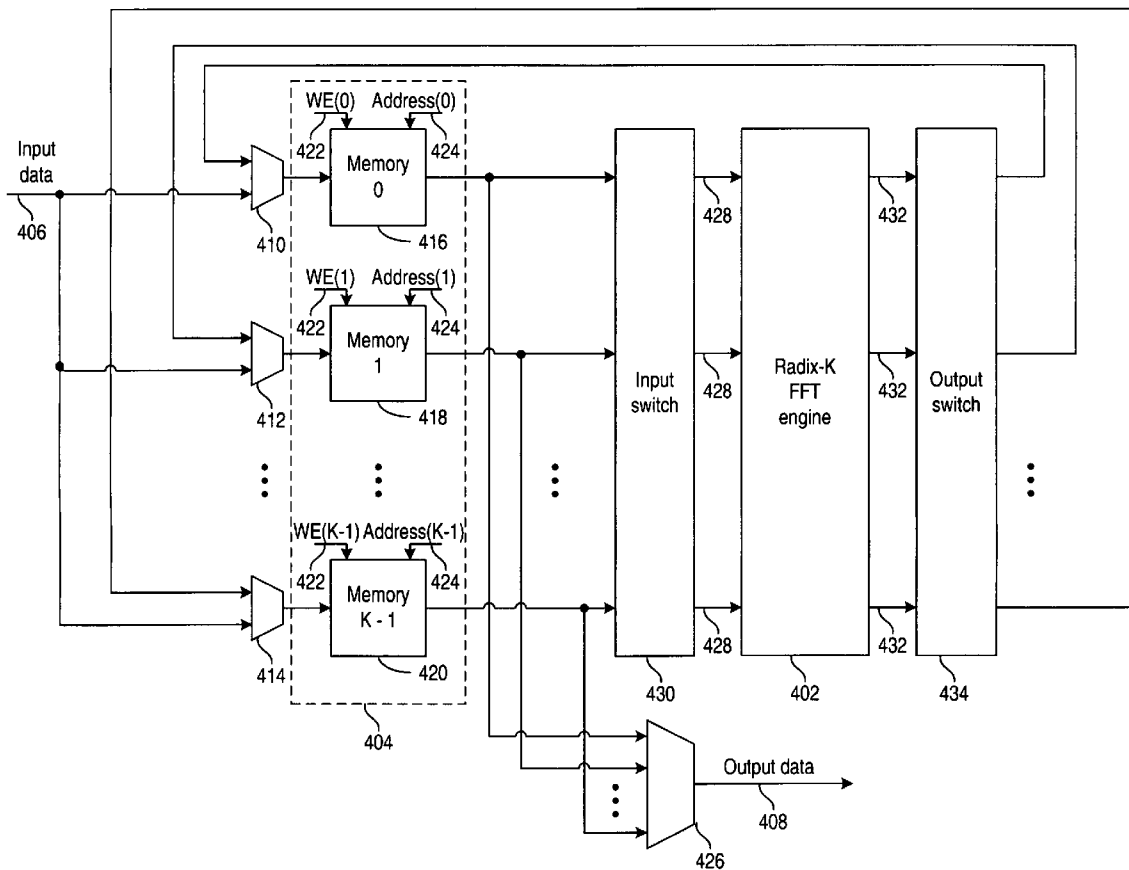 WE(0) Address(0)
422 424
Input
data
406
Memory
0
410
416
428
432
WE(1) Address(1)
422 424
Memory
1
412
418
Input
switch
428
Radix-K
FFT
engine
432
Output
switch
WE(K-1) Address(K-1)
422 424
Memory
K - 1
414
420
428
432
430
402
434
404
Output data
408
426